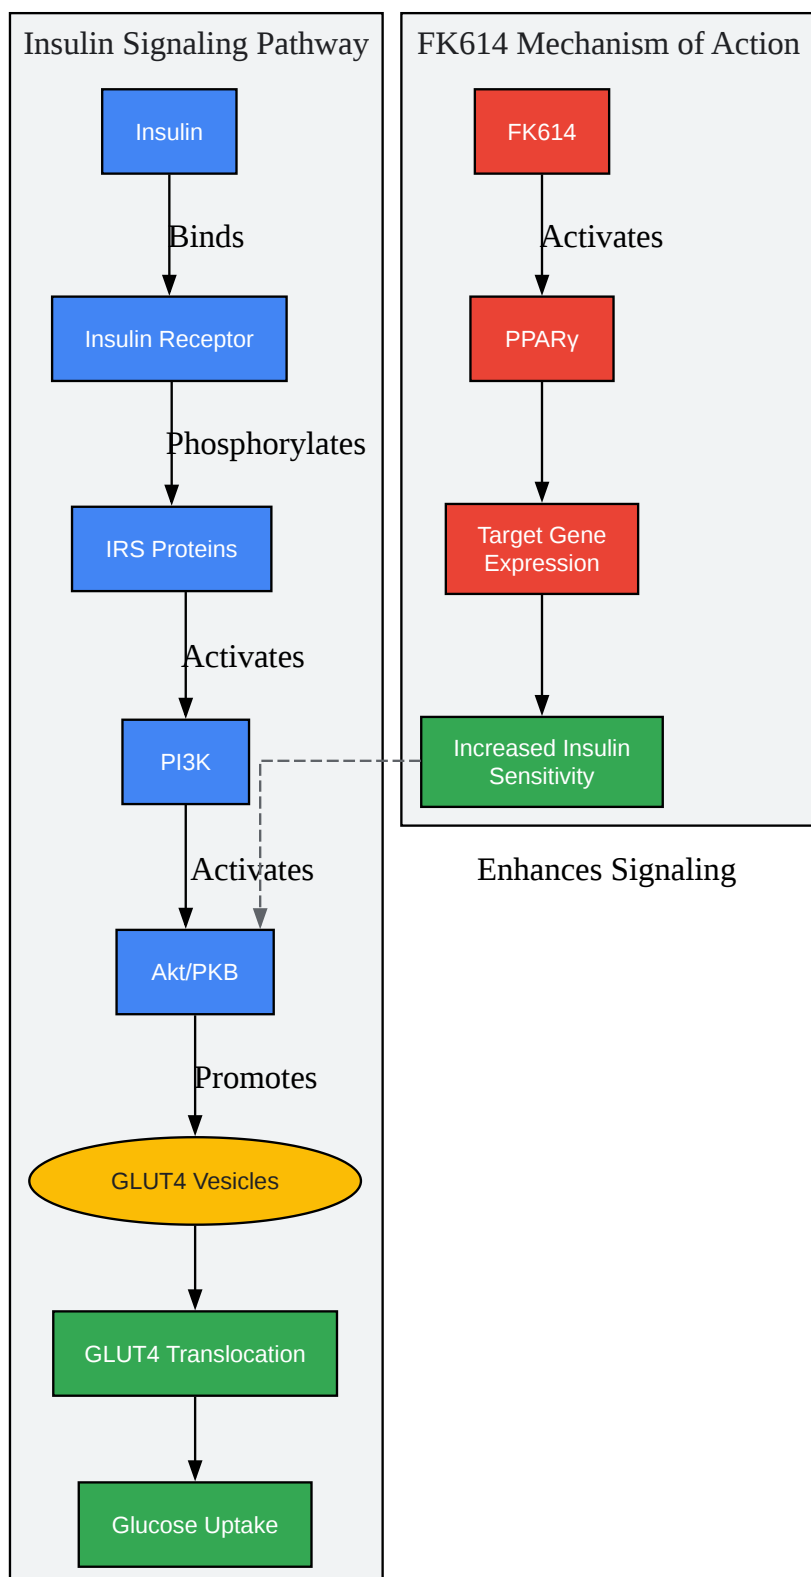 Insulin Signaling Pathway
Insulin
Binds
Insulin Receptor
Phosphorylates
IRS Proteins
Activates
PI3K
Activates
Akt/PKB
Promotes
GLUT4 Vesicles
GLUT4 Translocation
Glucose Uptake
FK614 Mechanism of Action
FK614
Activates
PPARγ
Target Gene
Expression
Increased Insulin
Sensitivity
Enhances Signaling